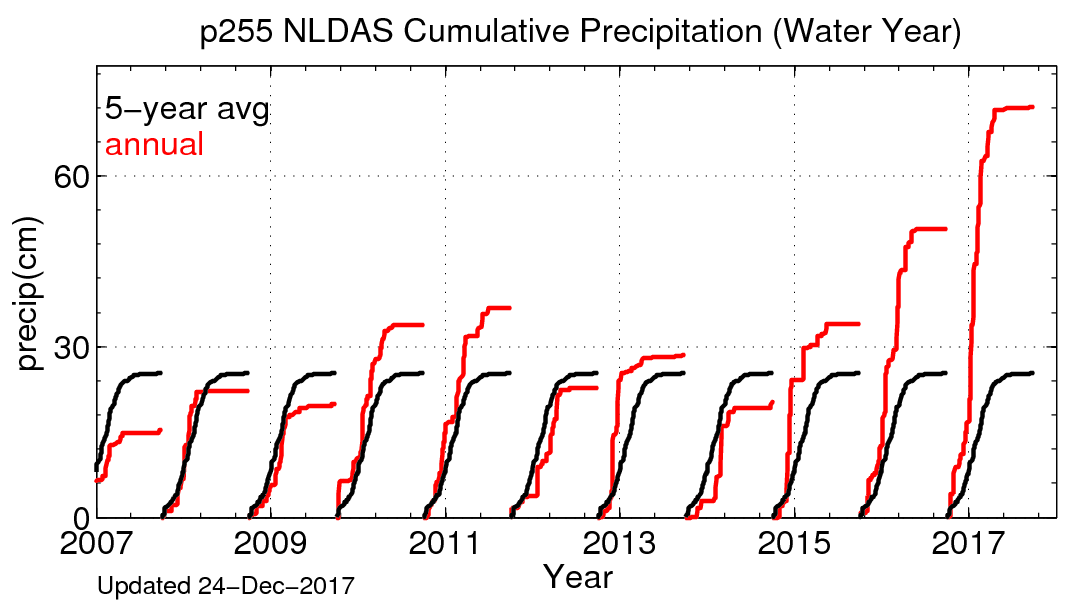 p255 NLDAS Cumulative Precipitation (Water Year)
5−year avg
annual
60
30
0
precip(cm)
2007 2009 2011 2013 2015 2017
Year
Updated 24−Dec−2017